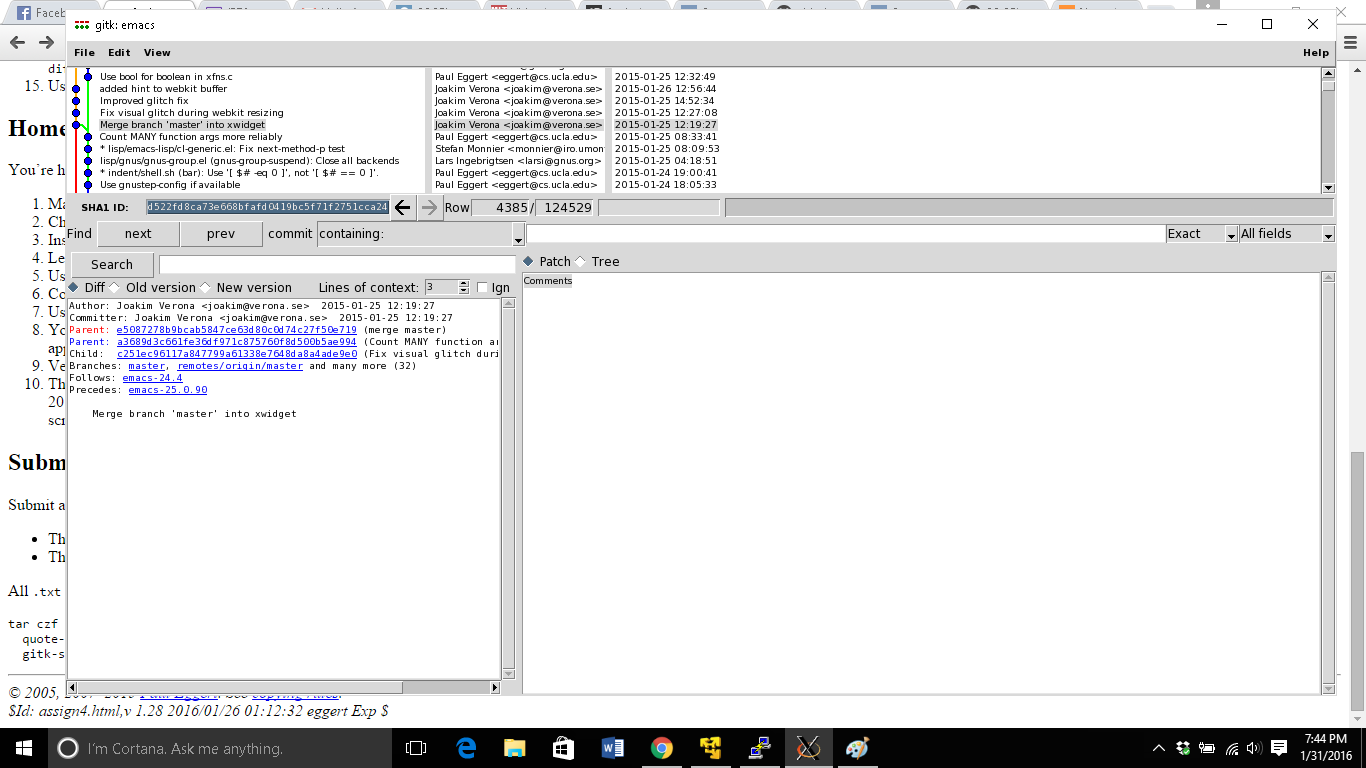 Faceb
gitk: emacs
File Edit View Help
Use bool for boolean in xfns.c Paul Eggert <eggert@cs.ucla.edu> 2015-01-25 12:32:49
added hint to webkit buffer Joakim Verona <joakim@verona.se> 2015-01-26 12:56:44
Improved glitch fix Joakim Verona <joakim@verona.se> 2015-01-25 14:52:34
Fix visual glitch during webkit resizing Joakim Verona <joakim@verona.se> 2015-01-25 12:27:08
Merge branch 'master' into xwidget Joakim Verona <joakim@verona.se> 2015-01-25 12:19:27
Count MANY function args more reliably Paul Eggert <eggert@cs.ucla.edu> 2015-01-25 08:33:41
* lisp/emacs-lisp/cl-generic.el: Fix next-method-p test Stefan Monnier <monnier@iro.umon 2015-01-25 08:09:53
lisp/gnus/gnus-group.el (gnus-group-suspend): Close all backends Lars Ingebrigtsen <larsi@gnus.org> 2015-01-25 04:18:51
* indent/shell.sh (bar): Use '[ $# -eq 0 ]', not '[ $# == 0 ]'. Paul Eggert <eggert@cs.ucla.edu> 2015-01-24 19:00:41
Use gnustep-config if available Paul Eggert <eggert@cs.ucla.edu> 2015-01-24 18:05:33
SHA1 ID: d522fd8ca73e668bfafd0419bc5f71f2751cca24 Row 4385 / 124529
Find next prev commit containing: Exact All fields
Search Patch Tree
Diff Old version New version Lines of context: 3 Ign
Comments
Author: Joakim Verona <joakim@verona.se> 2015-01-25 12:19:27
Committer: Joakim Verona <joakim@verona.se> 2015-01-25 12:19:27
Parent: e5087278b9bcab5847ce63d80c0d74c27f50e719 (merge master)
Parent: a3689d3c661fe36df971c875760f8d500b5ae994 (Count MANY function a
Child: c251ec96117a847799a61338e7648da8a4ade9e0 (Fix visual glitch duri
Branches: master, remotes/origin/master and many more (32)
Follows: emacs-24.4
Precedes: emacs-25.0.90
Merge branch 'master' into xwidget
15. Us
Home
You're h
1. Ma
2. Ch
3. Ins
4. Le
5. Us
6. Co
7. Us
8. Yo
app
9. Ve
10. Th
20
scr
Subm
Submit a
Th
Th
All .txt
tar czf
quote-
gitk-s
© 2005, 2007–2015 Paul Eggert. See copying rules.
$Id: assign4.html,v 1.28 2016/01/26 01:12:32 eggert Exp $
I'm Cortana. Ask me anything.
7:44 PM
1/31/2016